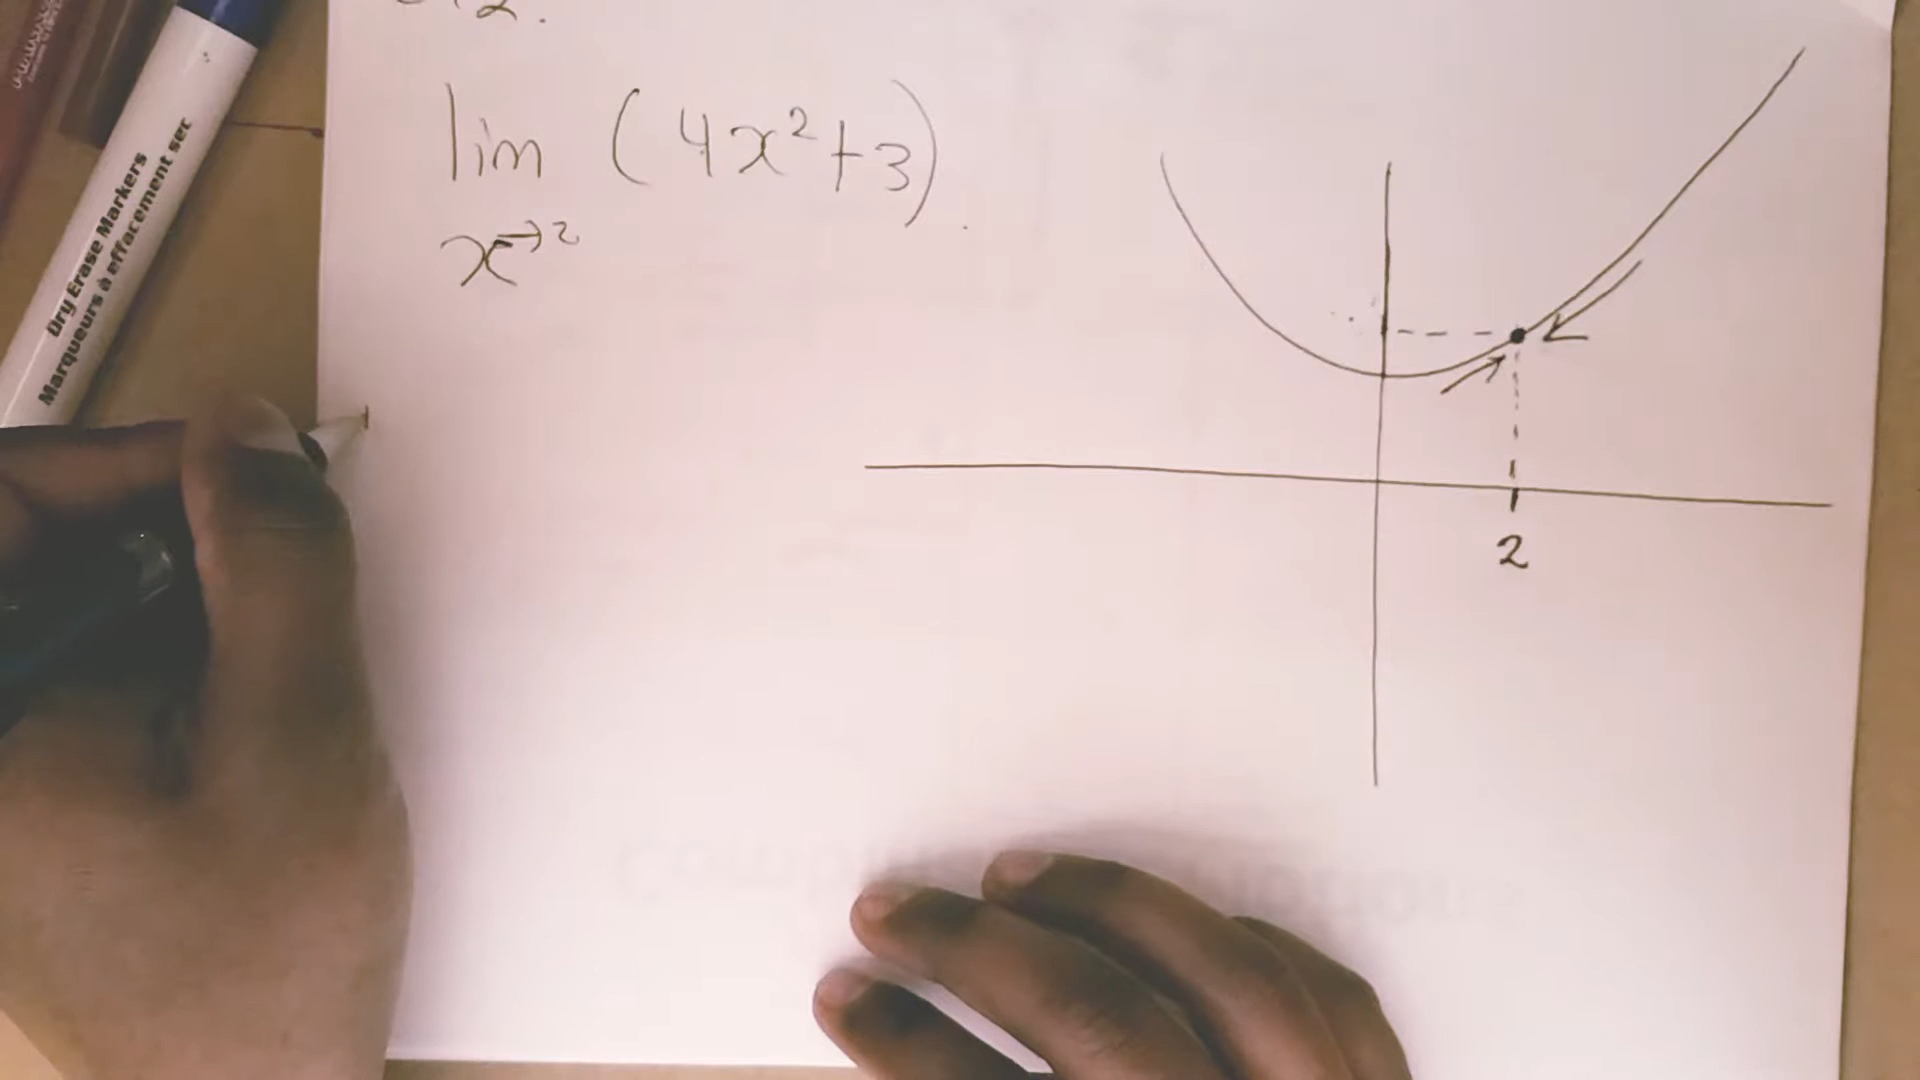 lim (4x²+3).
x→2
2
Dry Erase Markers
Marqueurs à effacement sec